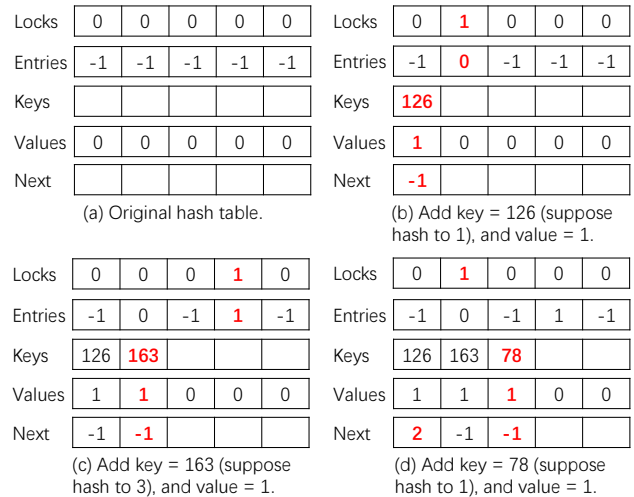 Locks 0 0 0 0 0
Entries -1 -1 -1 -1 -1
Keys
Values 0 0 0 0 0
Next
(a) Original hash table.
Locks 0 1 0 0 0
Entries -1 0 -1 -1 -1
Keys 126
Values 1 0 0 0 0
Next -1
(b) Add key = 126 (suppose
hash to 1), and value = 1.
Locks 0 0 0 1 0
Entries -1 0 -1 1 -1
Keys 126 163
Values 1 1 0 0 0
Next -1 -1
(c) Add key = 163 (suppose
hash to 3), and value = 1.
Locks 0 1 0 0 0
Entries -1 0 -1 1 -1
Keys 126 163 78
Values 1 1 1 0 0
Next 2 -1 -1
(d) Add key = 78 (suppose
hash to 1), and value = 1.